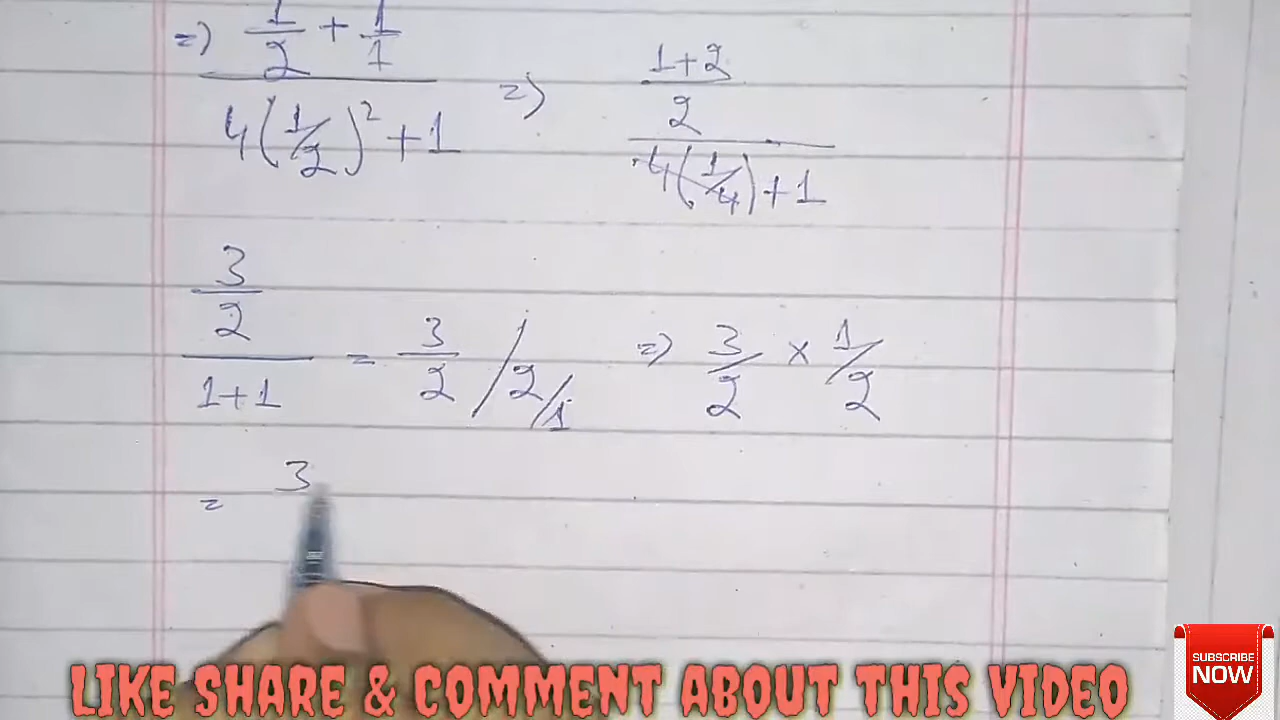 => (1/2 + 1/1) / (4(1/2)² + 1) => ((1+2)/2) / (4(1/4) + 1)
(3/2) / (1+1) = 3/2 / 2/1 => 3/2 × 1/2
= 3
LIKE SHARE & COMMENT ABOUT THIS VIDEO
SUBSCRIBE
NOW